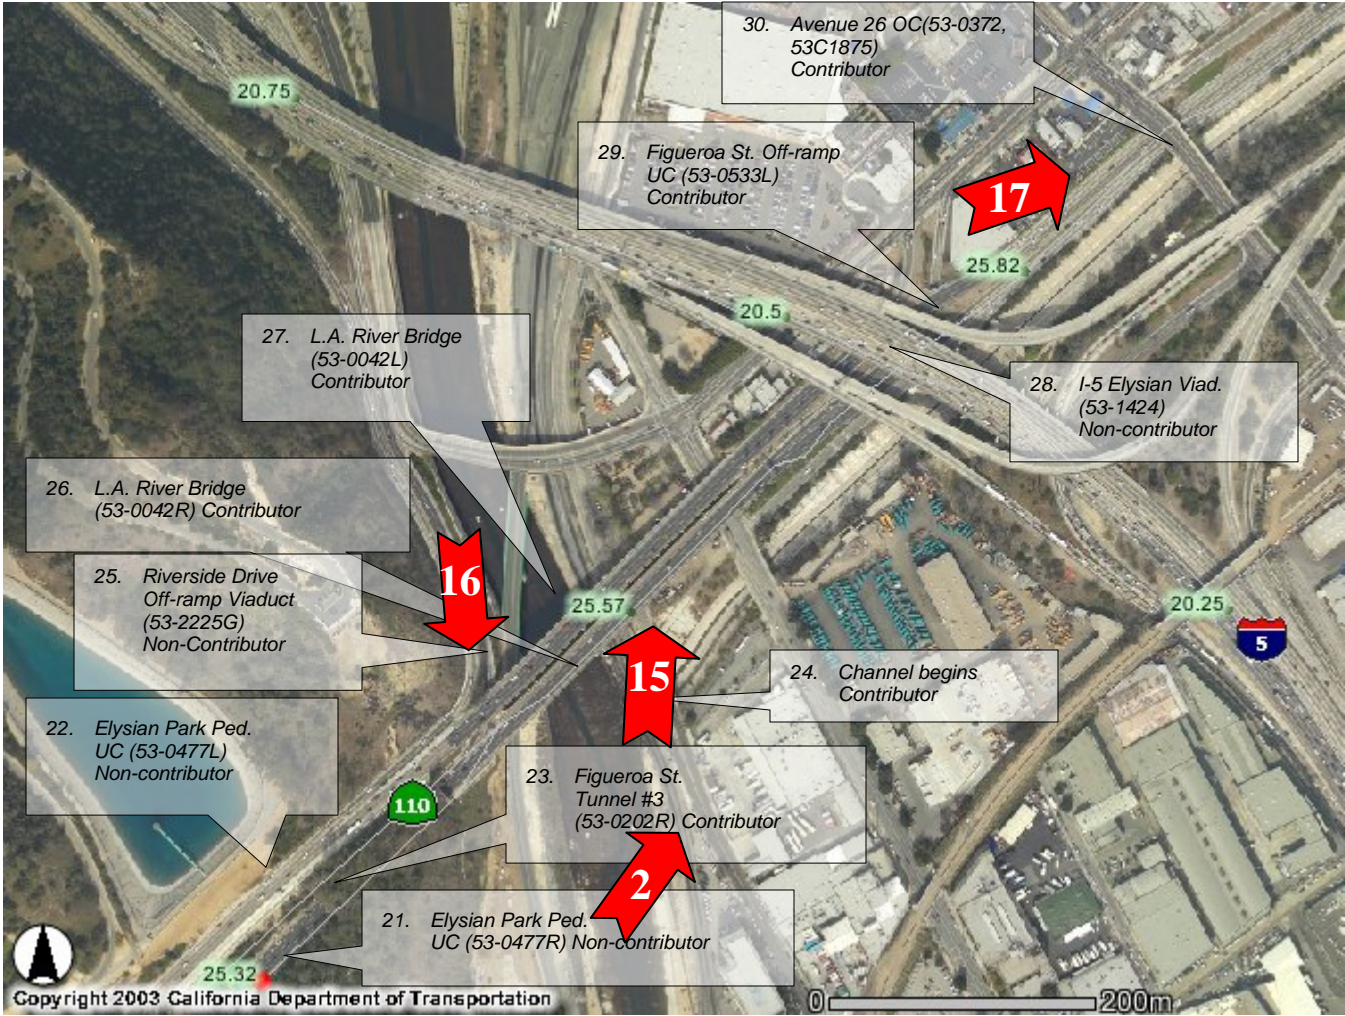 30. Avenue 26 OC(53-0372,
53C1875)
Contributor
20.75
29. Figueroa St. Off-ramp
UC (53-0533L)
Contributor
17
25.82
20.5
27. L.A. River Bridge
(53-0042L)
Contributor
28. I-5 Elysian Viad.
(53-1424)
Non-contributor
26. L.A. River Bridge
(53-0042R) Contributor
25. Riverside Drive
Off-ramp Viaduct
(53-2225G)
Non-Contributor
16
25.57
20.25
5
15
24. Channel begins
Contributor
22. Elysian Park Ped.
UC (53-0477L)
Non-contributor
110
23. Figueroa St.
Tunnel #3
(53-0202R) Contributor
2
21. Elysian Park Ped.
UC (53-0477R) Non-contributor
25.32
Copyright 2003 California Department of Transportation
0 200m